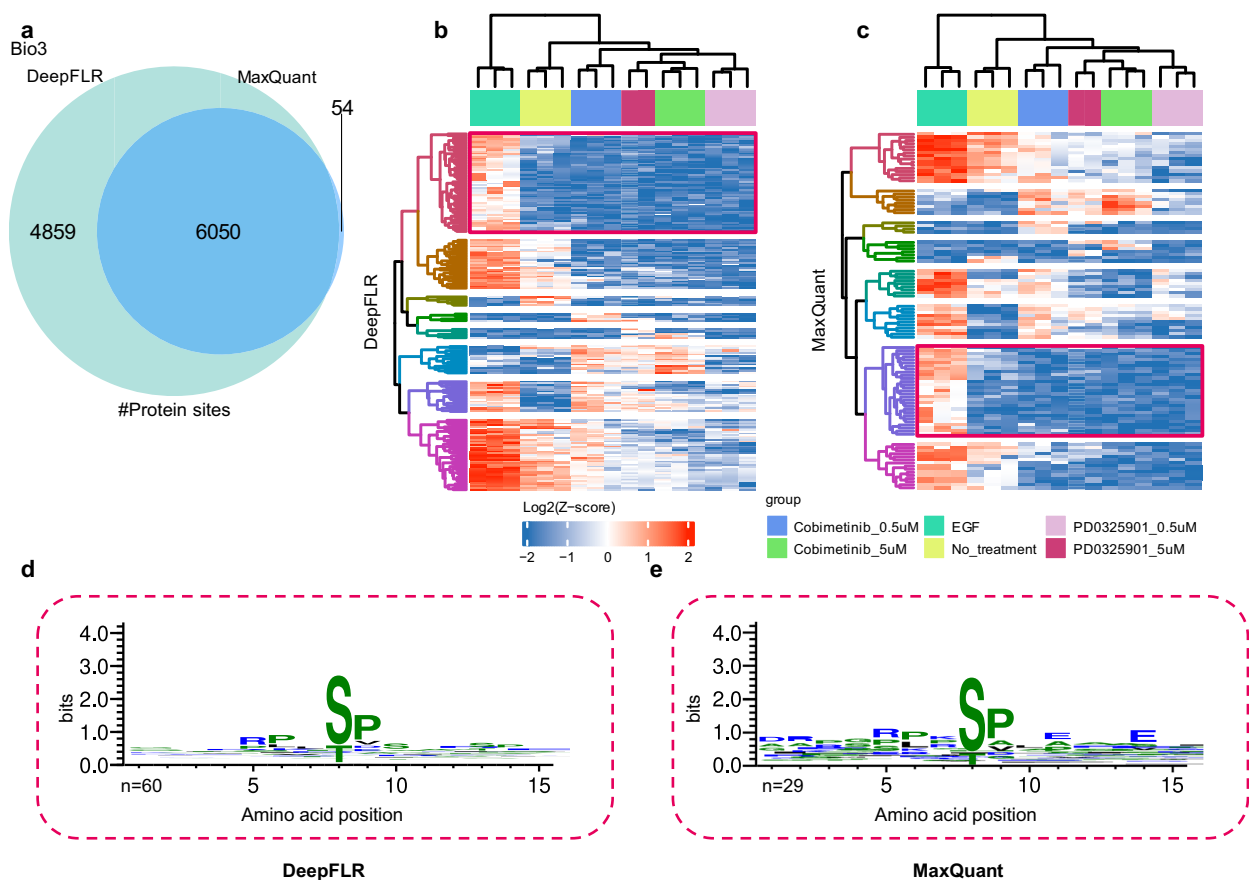 a
Bio3
DeepFLR
MaxQuant
54
4859
6050
#Protein sites
b
DeepFLR
Log2(Z−score)
−2 −1 0 1 2
c
MaxQuant
group
Cobimetinib_0.5uM
EGF
PD0325901_0.5uM
Cobimetinib_5uM
No_treatment
PD0325901_5uM
d
4.0
3.0
2.0
1.0
0.0
bits
R P S T P V
n=60
5 10 15
Amino acid position
DeepFLR
e
4.0
3.0
2.0
1.0
0.0
bits
D R R P K S T P E E
n=29
5 10 15
Amino acid position
MaxQuant